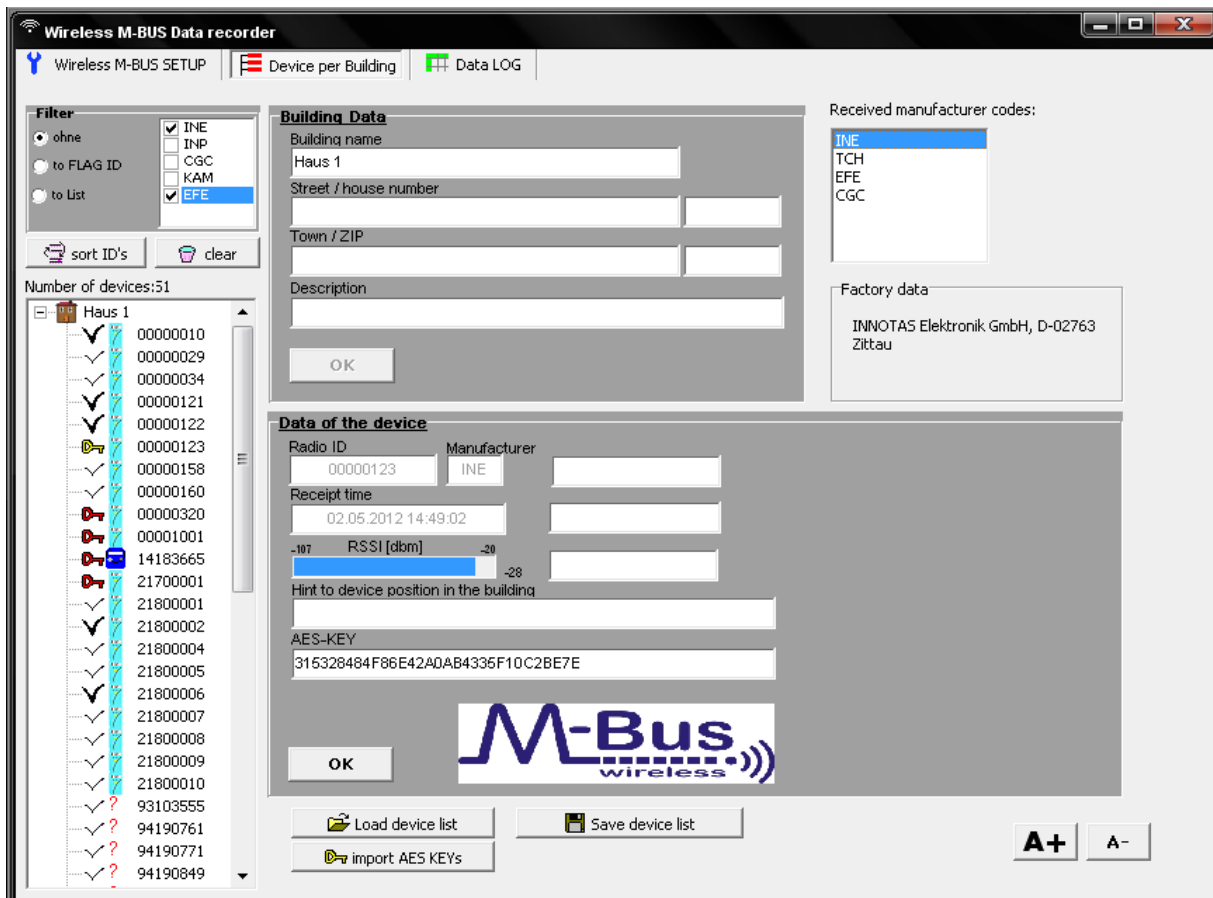 Wireless M-BUS Data recorder
Wireless M-BUS SETUP
Device per Building
Data LOG
Filter
ohne
to FLAG ID
to List
INE
INP
CGC
KAM
EFE
sort ID's
clear
Number of devices:51
Haus 1
00000010
00000029
00000034
00000121
00000122
00000123
00000158
00000160
00000320
00001001
14183665
21700001
21800001
21800002
21800004
21800005
21800006
21800007
21800008
21800009
21800010
93103555
94190761
94190771
94190849
Building Data
Building name
Haus 1
Street / house number
Town / ZIP
Description
OK
Received manufacturer codes:
INE
TCH
EFE
CGC
Factory data
INNOTAS Elektronik GmbH, D-02763
Zittau
Data of the device
Radio ID Manufacturer
00000123 INE
Receipt time
02.05.2012 14:49:02
-107 RSSI [dbm] -20
-28
Hint to device position in the building
AES-KEY
315328484F86E42A0AB4335F10C2BE7E
M-Bus
wireless
OK
Load device list
Save device list
import AES KEYs
A+ A-